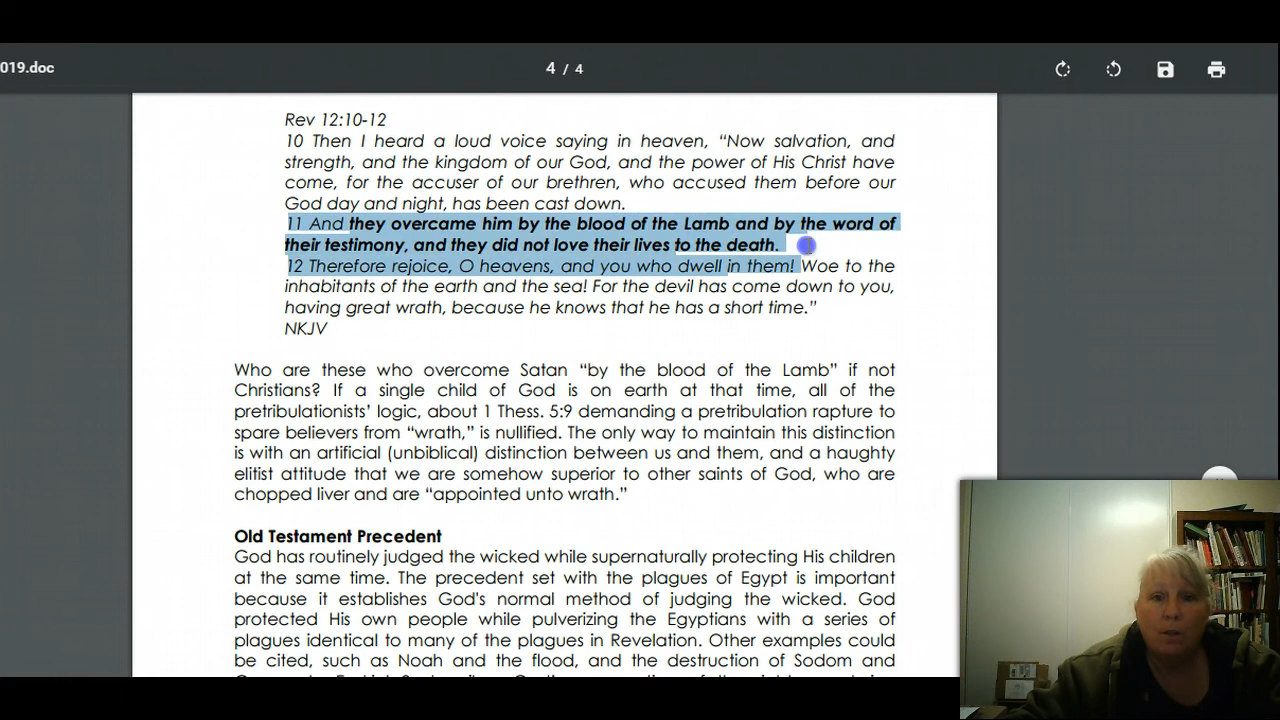 019.doc
4 / 4
Rev 12:10-12
10 Then I heard a loud voice saying in heaven, “Now salvation, and
strength, and the kingdom of our God, and the power of His Christ have
come, for the accuser of our brethren, who accused them before our
God day and night, has been cast down.
11 And they overcame him by the blood of the Lamb and by the word of
their testimony, and they did not love their lives to the death.
12 Therefore rejoice, O heavens, and you who dwell in them! Woe to the
inhabitants of the earth and the sea! For the devil has come down to you,
having great wrath, because he knows that he has a short time.”
NKJV
Who are these who overcome Satan “by the blood of the Lamb” if not
Christians? If a single child of God is on earth at that time, all of the
pretribulationists’ logic, about 1 Thess. 5:9 demanding a pretribulation rapture to
spare believers from “wrath,” is nullified. The only way to maintain this distinction
is with an artificial (unbiblical) distinction between us and them, and a haughty
elitist attitude that we are somehow superior to other saints of God, who are
chopped liver and are “appointed unto wrath.”
Old Testament Precedent
God has routinely judged the wicked while supernaturally protecting His children
at the same time. The precedent set with the plagues of Egypt is important
because it establishes God's normal method of judging the wicked. God
protected His own people while pulverizing the Egyptians with a series of
plagues identical to many of the plagues in Revelation. Other examples could
be cited, such as Noah and the flood, and the destruction of Sodom and